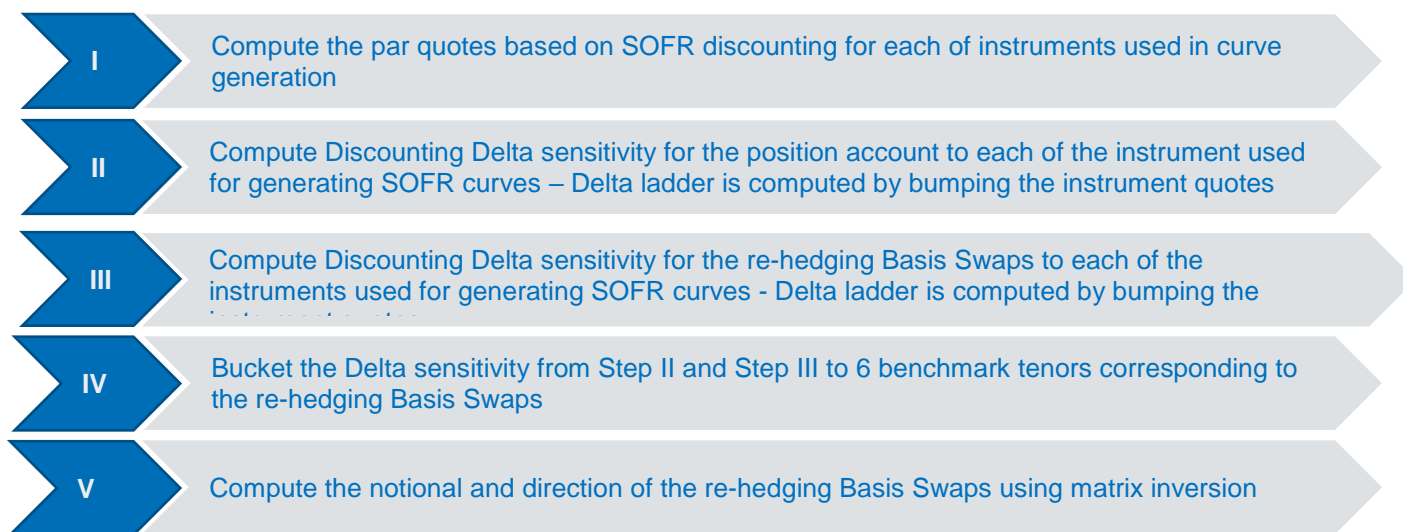 I
Compute the par quotes based on SOFR discounting for each of instruments used in curve
generation
II
Compute Discounting Delta sensitivity for the position account to each of the instrument used
for generating SOFR curves – Delta ladder is computed by bumping the instrument quotes
III
Compute Discounting Delta sensitivity for the re-hedging Basis Swaps to each of the
instruments used for generating SOFR curves - Delta ladder is computed by bumping the
IV
Bucket the Delta sensitivity from Step II and Step III to 6 benchmark tenors corresponding to
the re-hedging Basis Swaps
V
Compute the notional and direction of the re-hedging Basis Swaps using matrix inversion